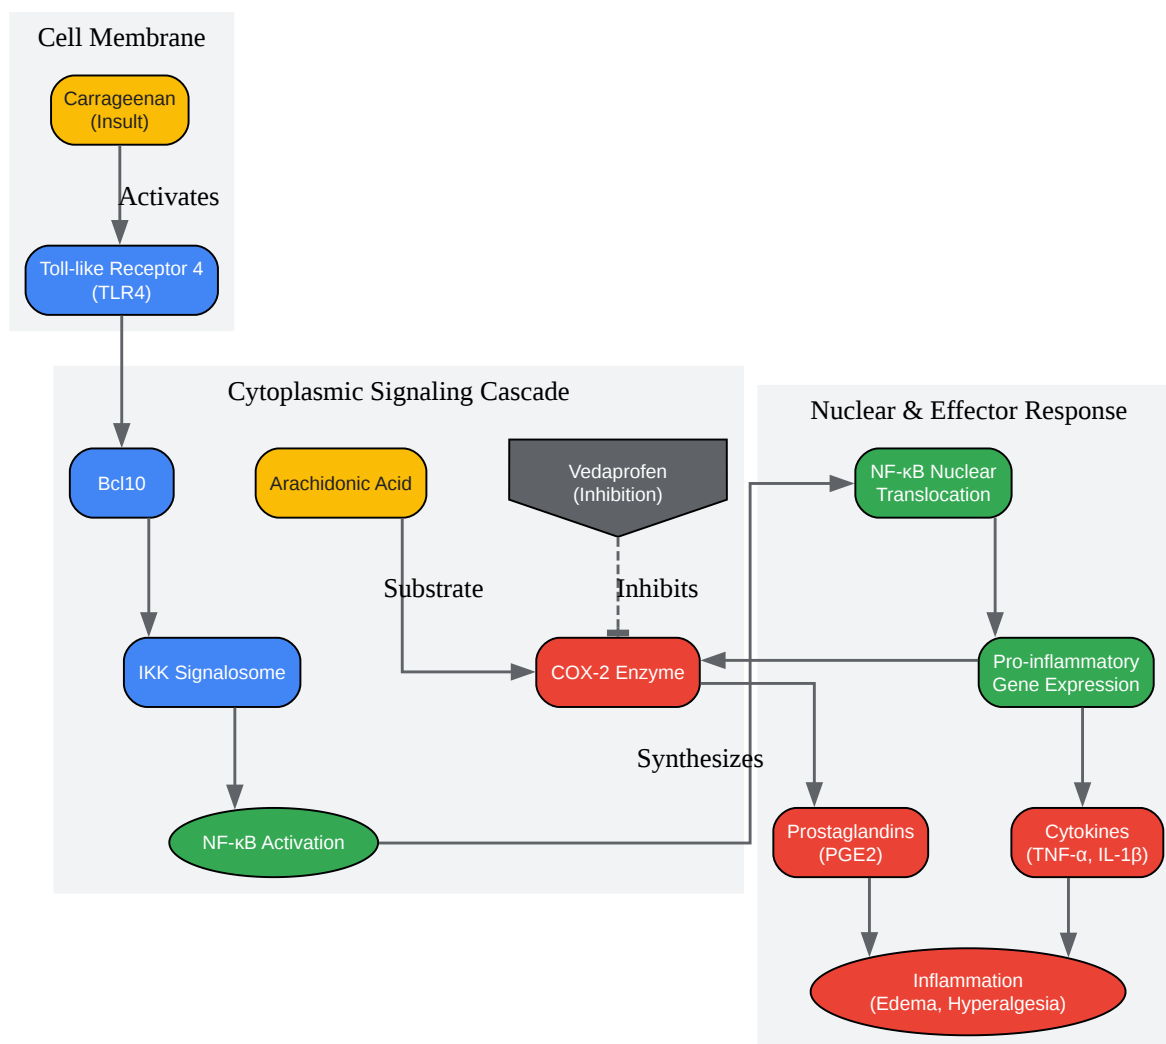 Cell Membrane
Carrageenan
(Insult)
Activates
Toll-like Receptor 4
(TLR4)
Cytoplasmic Signaling Cascade
Bcl10
Arachidonic Acid
Vedaprofen
(Inhibition)
Substrate
Inhibits
IKK Signalosome
COX-2 Enzyme
Synthesizes
NF-κB Activation
Nuclear & Effector Response
NF-κB Nuclear
Translocation
Pro-inflammatory
Gene Expression
Prostaglandins
(PGE2)
Cytokines
(TNF-α, IL-1β)
Inflammation
(Edema, Hyperalgesia)